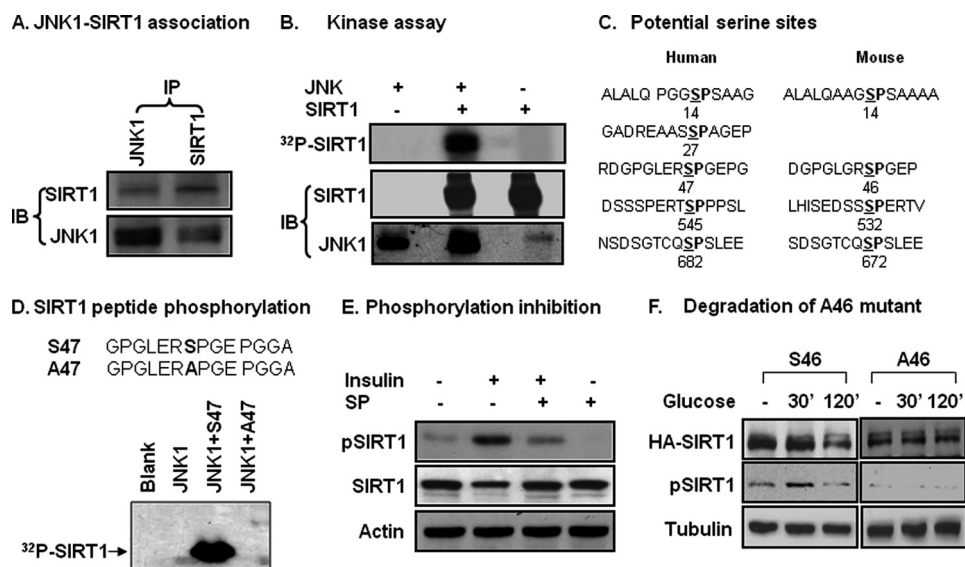 A. JNK1-SIRT1 association
IP
JNK1
SIRT1
IB
SIRT1
JNK1
B. Kinase assay
JNK + + -
SIRT1 - + +
32P-SIRT1
IB
SIRT1
JNK1
C. Potential serine sites
Human Mouse
ALALQ PGGSPSAAG ALALQAAGSPSAAAA
14 14
GADREAASSPAGEP
27
RDGPGLERSPGEPG DGPGLGRSPGEP
47 46
DSSSPERTSPPPSL LHISEDSSSPERTV
545 532
NSDSGTCQSPSLEE SDSGTCQSPSLEE
682 672
D. SIRT1 peptide phosphorylation
S47 GPGLERSPGEPGGA
A47 GPGLERAPGEPGGA
Blank
JNK1
JNK1+S47
JNK1+A47
32P-SIRT1
E. Phosphorylation inhibition
Insulin - + + -
SP - - + +
pSIRT1
SIRT1
Actin
F. Degradation of A46 mutant
S46 A46
Glucose - 30' 120' - 30' 120'
HA-SIRT1
pSIRT1
Tubulin